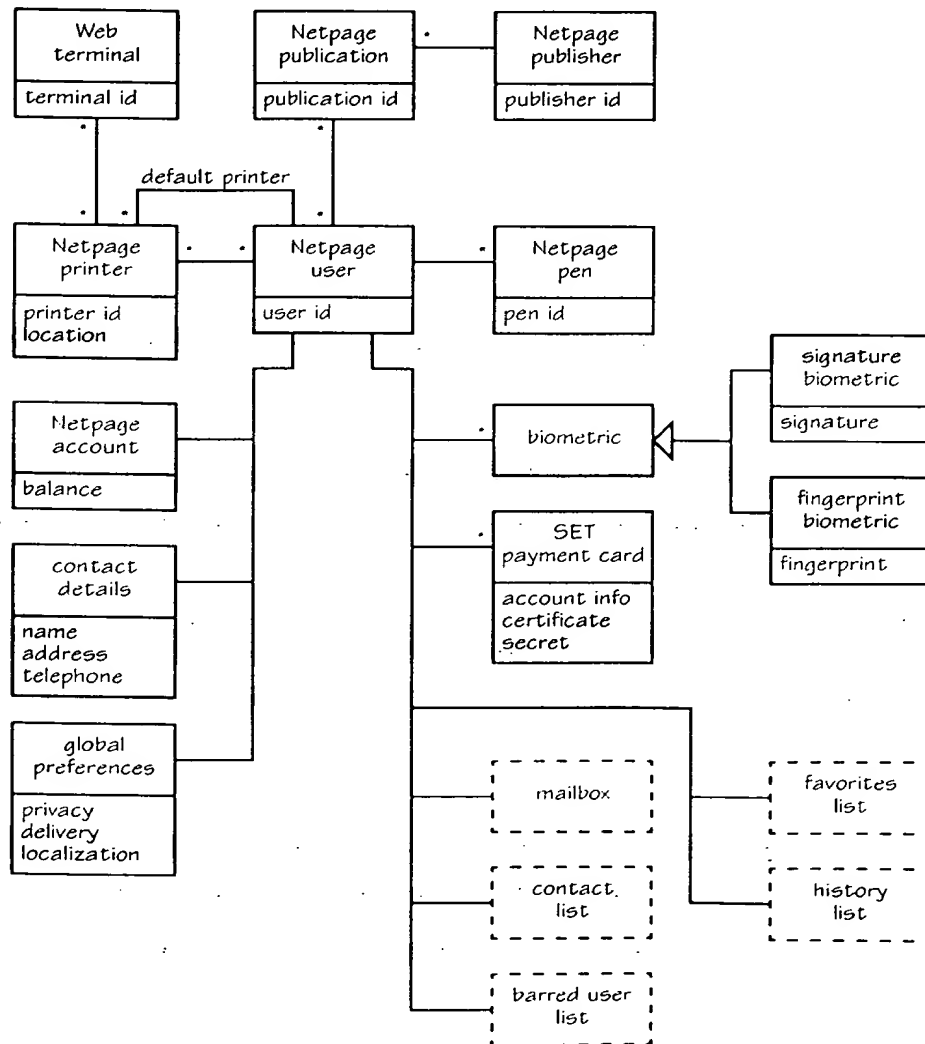 Web
terminal
terminal id
Netpage
publication
publication id
Netpage
publisher
publisher id
default printer
Netpage
printer
printer id
location
Netpage
user
user id
Netpage
pen
pen id
signature
biometric
signature
Netpage
account
balance
biometric
fingerprint
biometric
fingerprint
SET
payment card
account info
certificate
secret
contact
details
name
address
telephone
global
preferences
privacy
delivery
localization
mailbox
favorites
list
contact
list
history
list
barred user
list